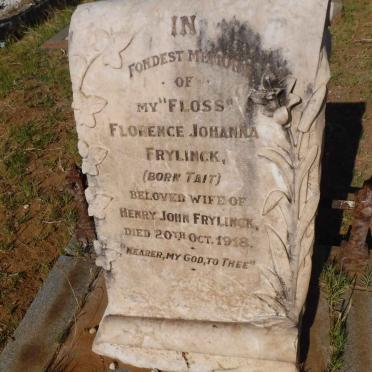 IN
FONDEST MEMORY
OF
MY "FLOSS"
FLORENCE JOHANNA
FRYLINCK,
(BORN TAIT)
BELOVED WIFE OF
HENRY JOHN FRYLINCK,
DIED 20TH OCT. 1918.
"NEARER, MY GOD, TO THEE"